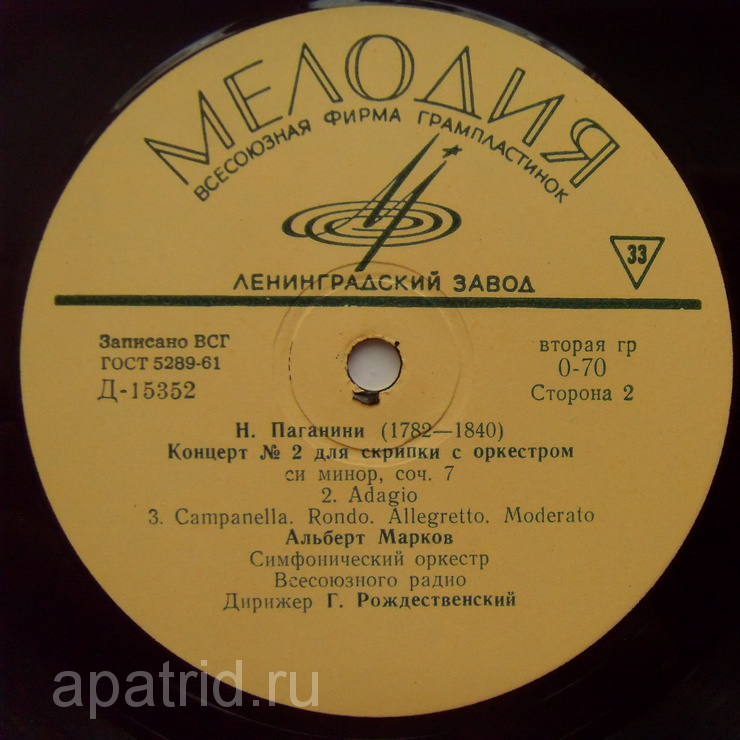 МЕЛОДИЯ
ВСЕСОЮЗНАЯ ФИРМА ГРАМПЛАСТИНОК
33
ЛЕНИНГРАДСКИЙ ЗАВОД
Записано ВСГ
ГОСТ 5289-61
Д-15352
вторая гр
0-70
Сторона 2
Н. Паганини (1782—1840)
Концерт № 2 для скрипки с оркестром
си минор, соч. 7
2. Adagio
3. Campanella. Rondo. Allegretto. Moderato
Альберт Марков
Симфонический оркестр
Всесоюзного радио
Дирижер Г. Рождественский
apatrid.ru